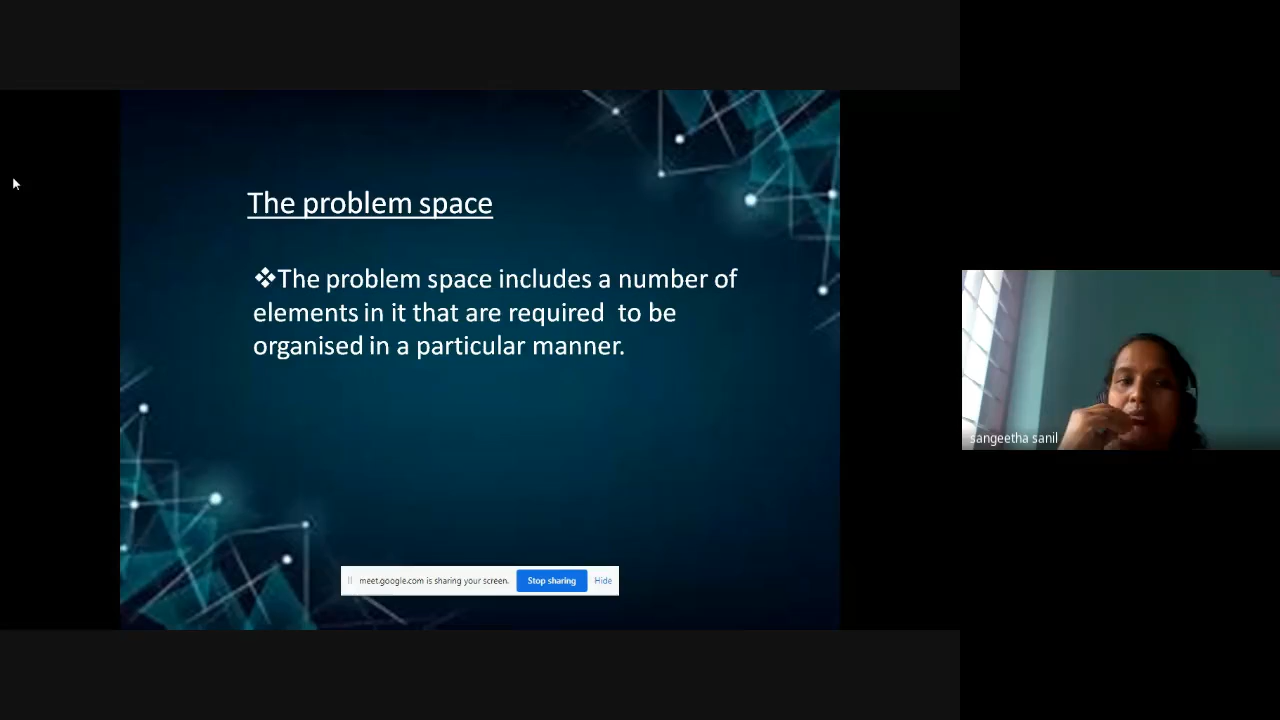 The problem space
❖The problem space includes a number of
elements in it that are required to be
organised in a particular manner.
meet.google.com is sharing your screen. Stop sharing Hide
sangeetha sanil